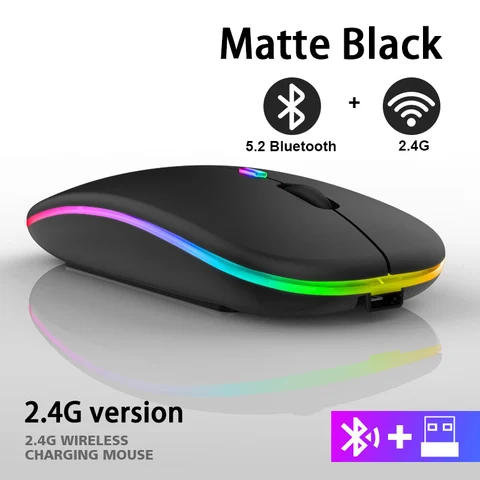 Matte Black
+
5.2 Bluetooth
2.4G
2.4G version
2.4G WIRELESS
CHARGING MOUSE
+